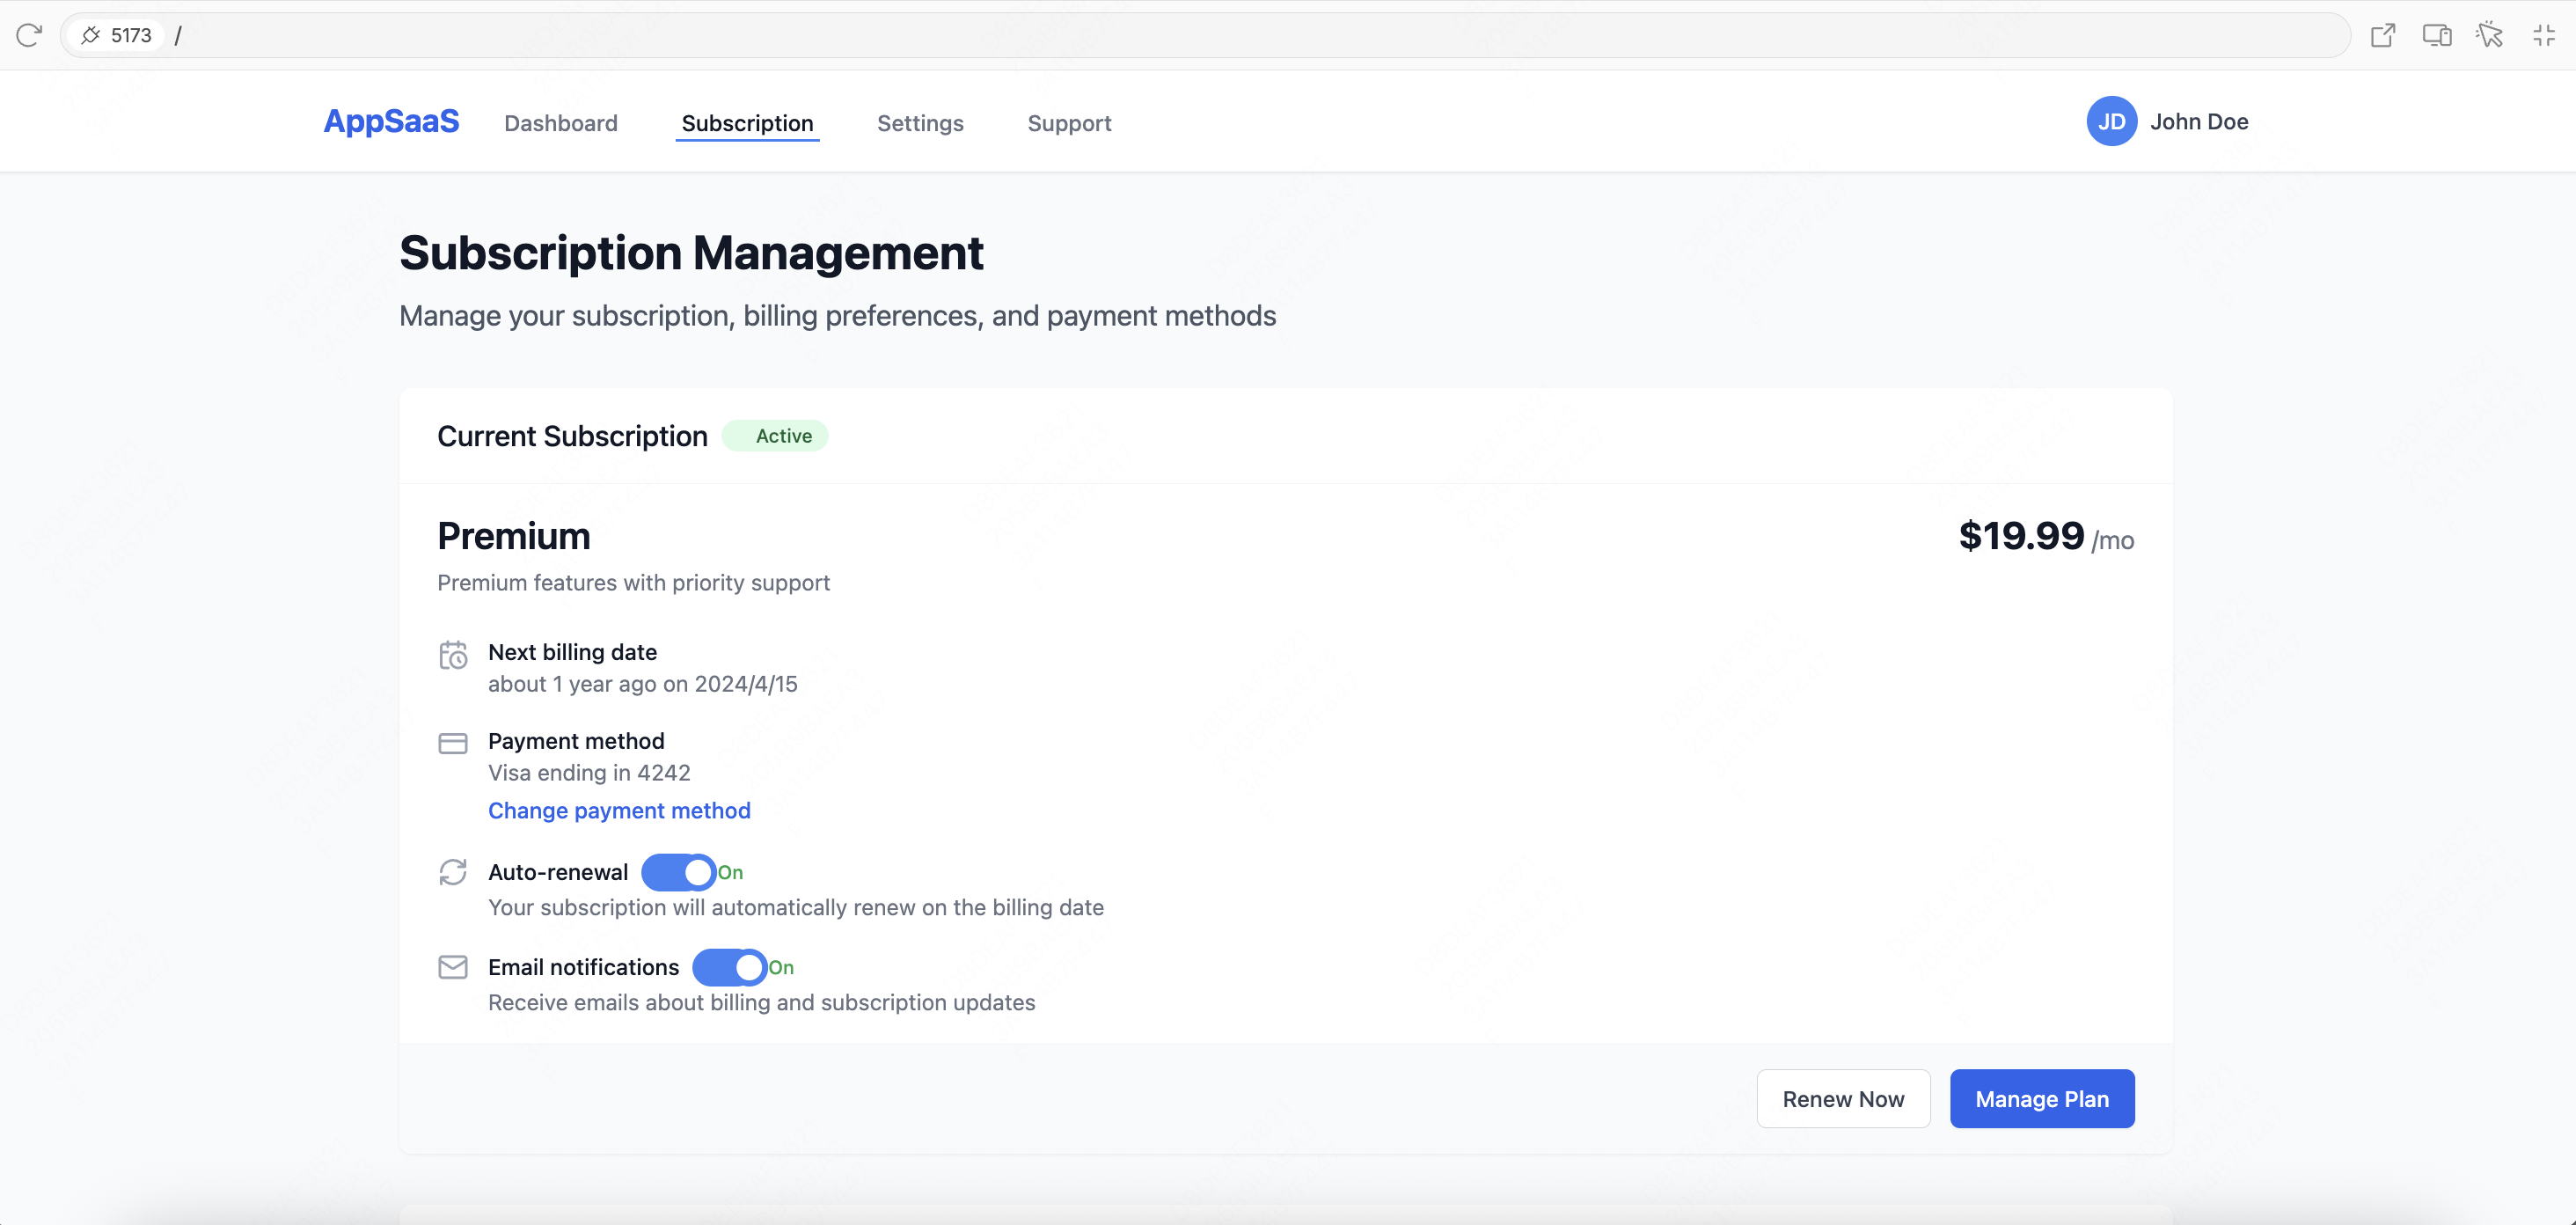 5173 /
AppSaaS Dashboard Subscription Settings Support JD John Doe
Subscription Management
Manage your subscription, billing preferences, and payment methods
Current Subscription Active
Premium $19.99 /mo
Premium features with priority support
Next billing date
about 1 year ago on 2024/4/15
Payment method
Visa ending in 4242
Change payment method
Auto-renewal On
Your subscription will automatically renew on the billing date
Email notifications On
Receive emails about billing and subscription updates
Renew Now Manage Plan